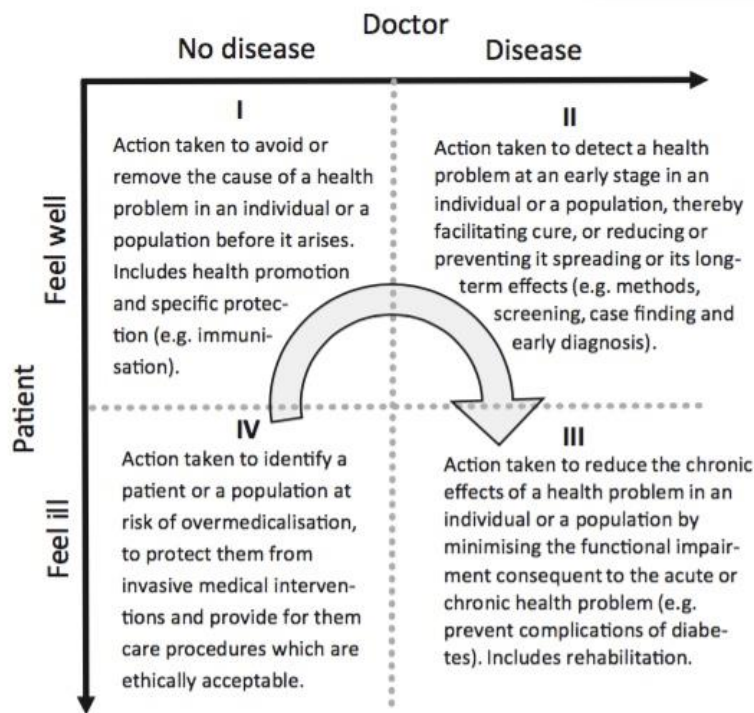 Doctor
No disease
Disease
Patient
Feel well
Feel ill
I
Action taken to avoid or
remove the cause of a health
problem in an individual or a
population before it arises.
Includes health promotion
and specific protec-
tion (e.g. immuni-
sation).
II
Action taken to detect a health
problem at an early stage in an
individual or a population, thereby
facilitating cure, or reducing or
preventing it spreading or its long-
term effects (e.g. methods,
screening, case finding and
early diagnosis).
IV
Action taken to identify a
patient or a population at
risk of overmedicalisation,
to protect them from
invasive medical interven-
tions and provide for them
care procedures which are
ethically acceptable.
III
Action taken to reduce the chronic
effects of a health problem in an
individual or a population by
minimising the functional impair-
ment consequent to the acute or
chronic health problem (e.g.
prevent complications of diabe-
tes). Includes rehabilitation.